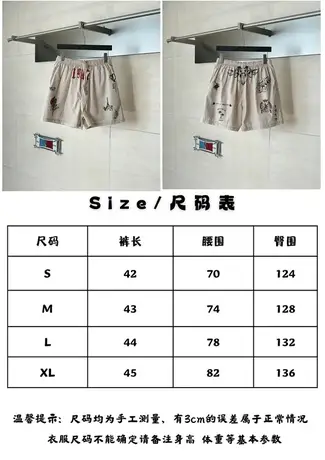 Size/尺码表
尺码 裤长 腰围 臀围
S 42 70 124
M 43 74 128
L 44 78 132
XL 45 82 136
温馨提示：尺码均为手工测量、有3cm的误差属于正常情况
衣服尺码不能确定请备注身高 体重等基本参数